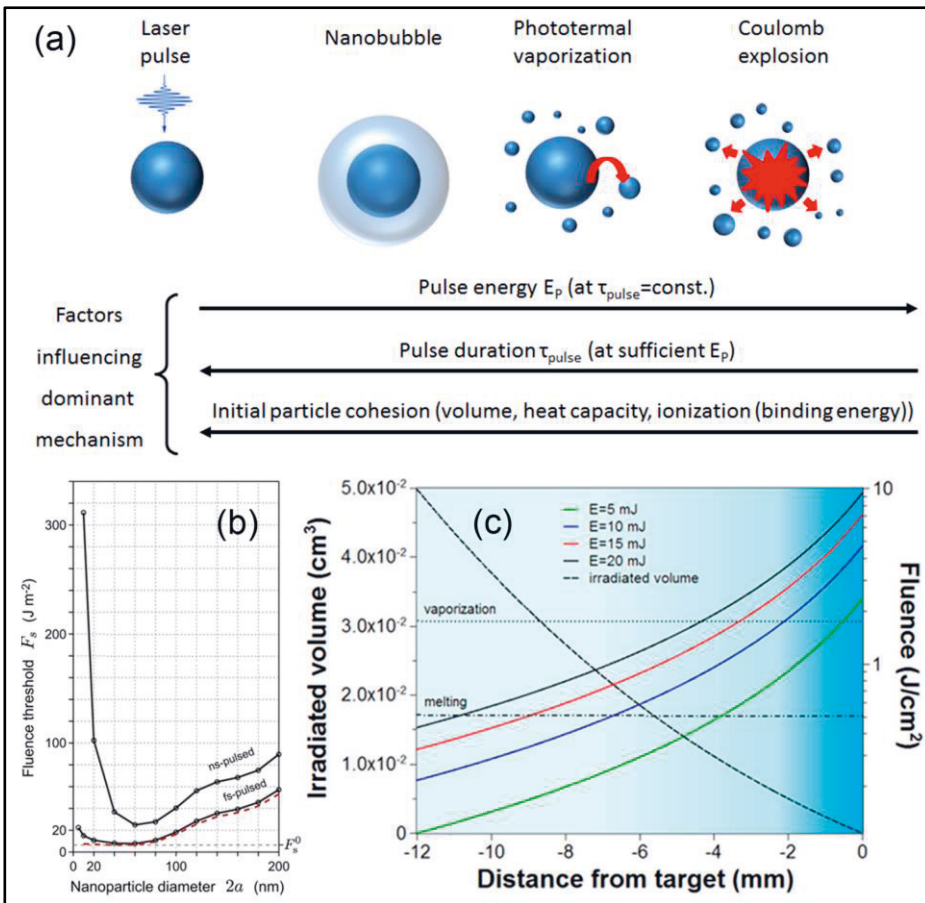 (a)
Laser pulse
Nanobubble
Phototermal vaporization
Coulomb explosion
Factors influencing dominant mechanism
Pulse energy E_P (at τ_pulse=const.)
Pulse duration τ_pulse (at sufficient E_P)
Initial particle cohesion (volume, heat capacity, ionization (binding energy))
(b)
Fluence threshold F_s (J m⁻²)
300
200
100
20
0
ns-pulsed
fs-pulsed
F_s^0
0 20 100 200
Nanoparticle diameter 2a (nm)
(c)
Irradiated volume (cm³)
5.0x10⁻²
4.0x10⁻²
3.0x10⁻²
2.0x10⁻²
1.0x10⁻²
0
E=5 mJ
E=10 mJ
E=15 mJ
E=20 mJ
irradiated volume
vaporization
melting
10
1
Fluence (J/cm²)
-12 -10 -8 -6 -4 -2 0
Distance from target (mm)